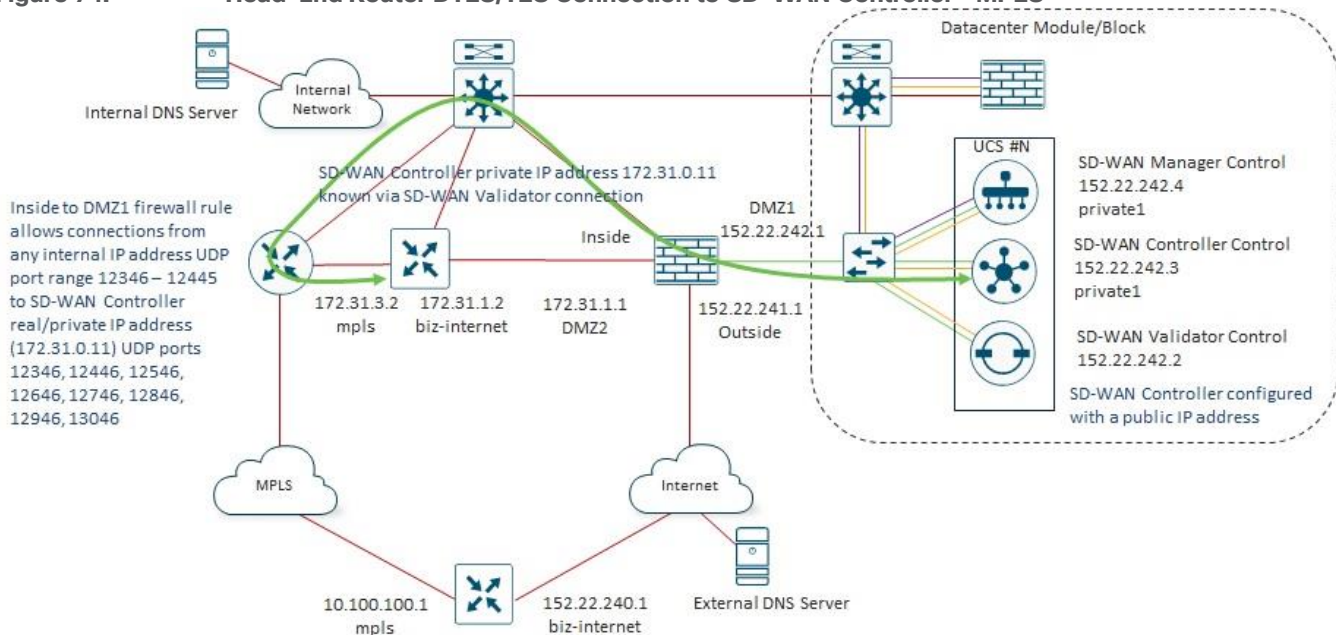 Datacenter Module/Block
Internal DNS Server
Internal
Network
UCS #N
SD-WAN Controller private IP address 172.31.0.11
known via SD-WAN Validator connection
Inside to DMZ1 firewall rule
allows connections from
any internal IP address UDP
port range 12346 – 12445
to SD-WAN Controller
real/private IP address
(172.31.0.11) UDP ports
12346, 12446, 12546,
12646, 12746, 12846,
12946, 13046
Inside
DMZ1
152.22.242.1
SD-WAN Manager Control
152.22.242.4
private1
SD-WAN Controller Control
152.22.242.3
private1
SD-WAN Validator Control
152.22.242.2
SD-WAN Controller configured
with a public IP address
172.31.3.2
mpls
172.31.1.2
biz-internet
172.31.1.1
DMZ2
152.22.241.1
Outside
MPLS
Internet
10.100.100.1
mpls
152.22.240.1
biz-internet
External DNS Server